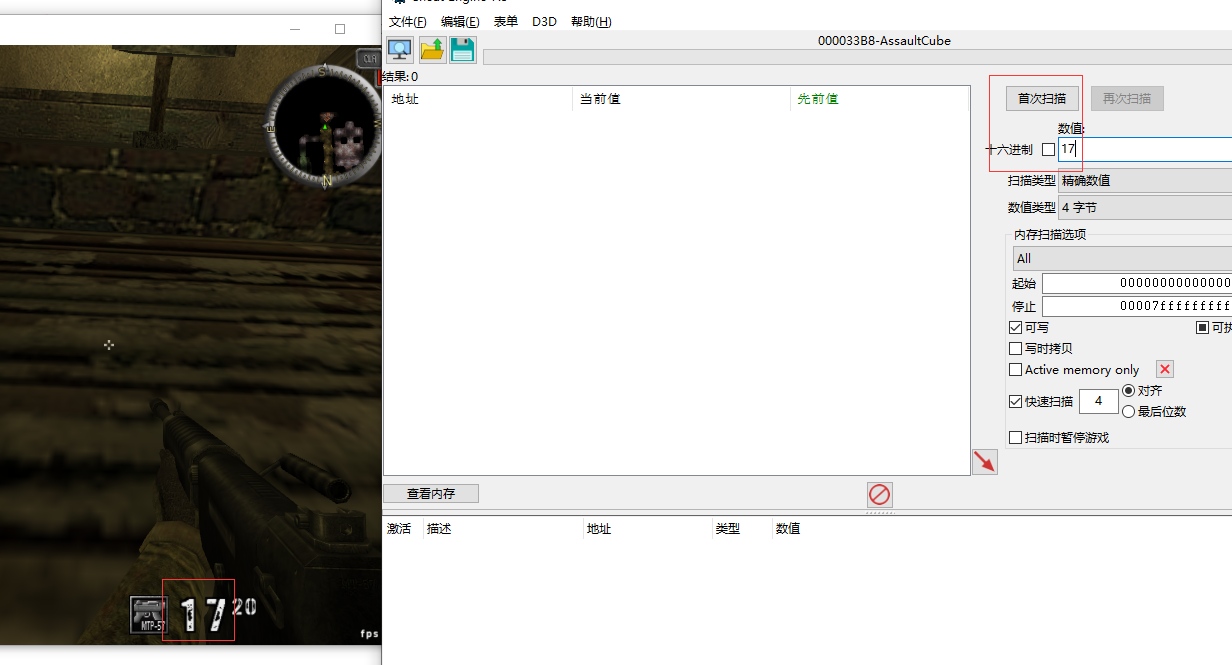 文件(F) 编辑(E) 表单 D3D 帮助(H)
000033B8-AssaultCube
结果: 0
地址 当前值 先前值
首次扫描 再次扫描
数值:
十六进制 17
扫描类型 精确数值
数值类型 4 字节
内存扫描选项
All
起始 00000000000000
停止 00007fffffffff
可写
写时拷贝
Active memory only
快速扫描 4 对齐
最后位数
扫描时暂停游戏
查看内存
激活 描述 地址 类型 数值
S
E
W
N
CLA
MTP-57
17 20
fps